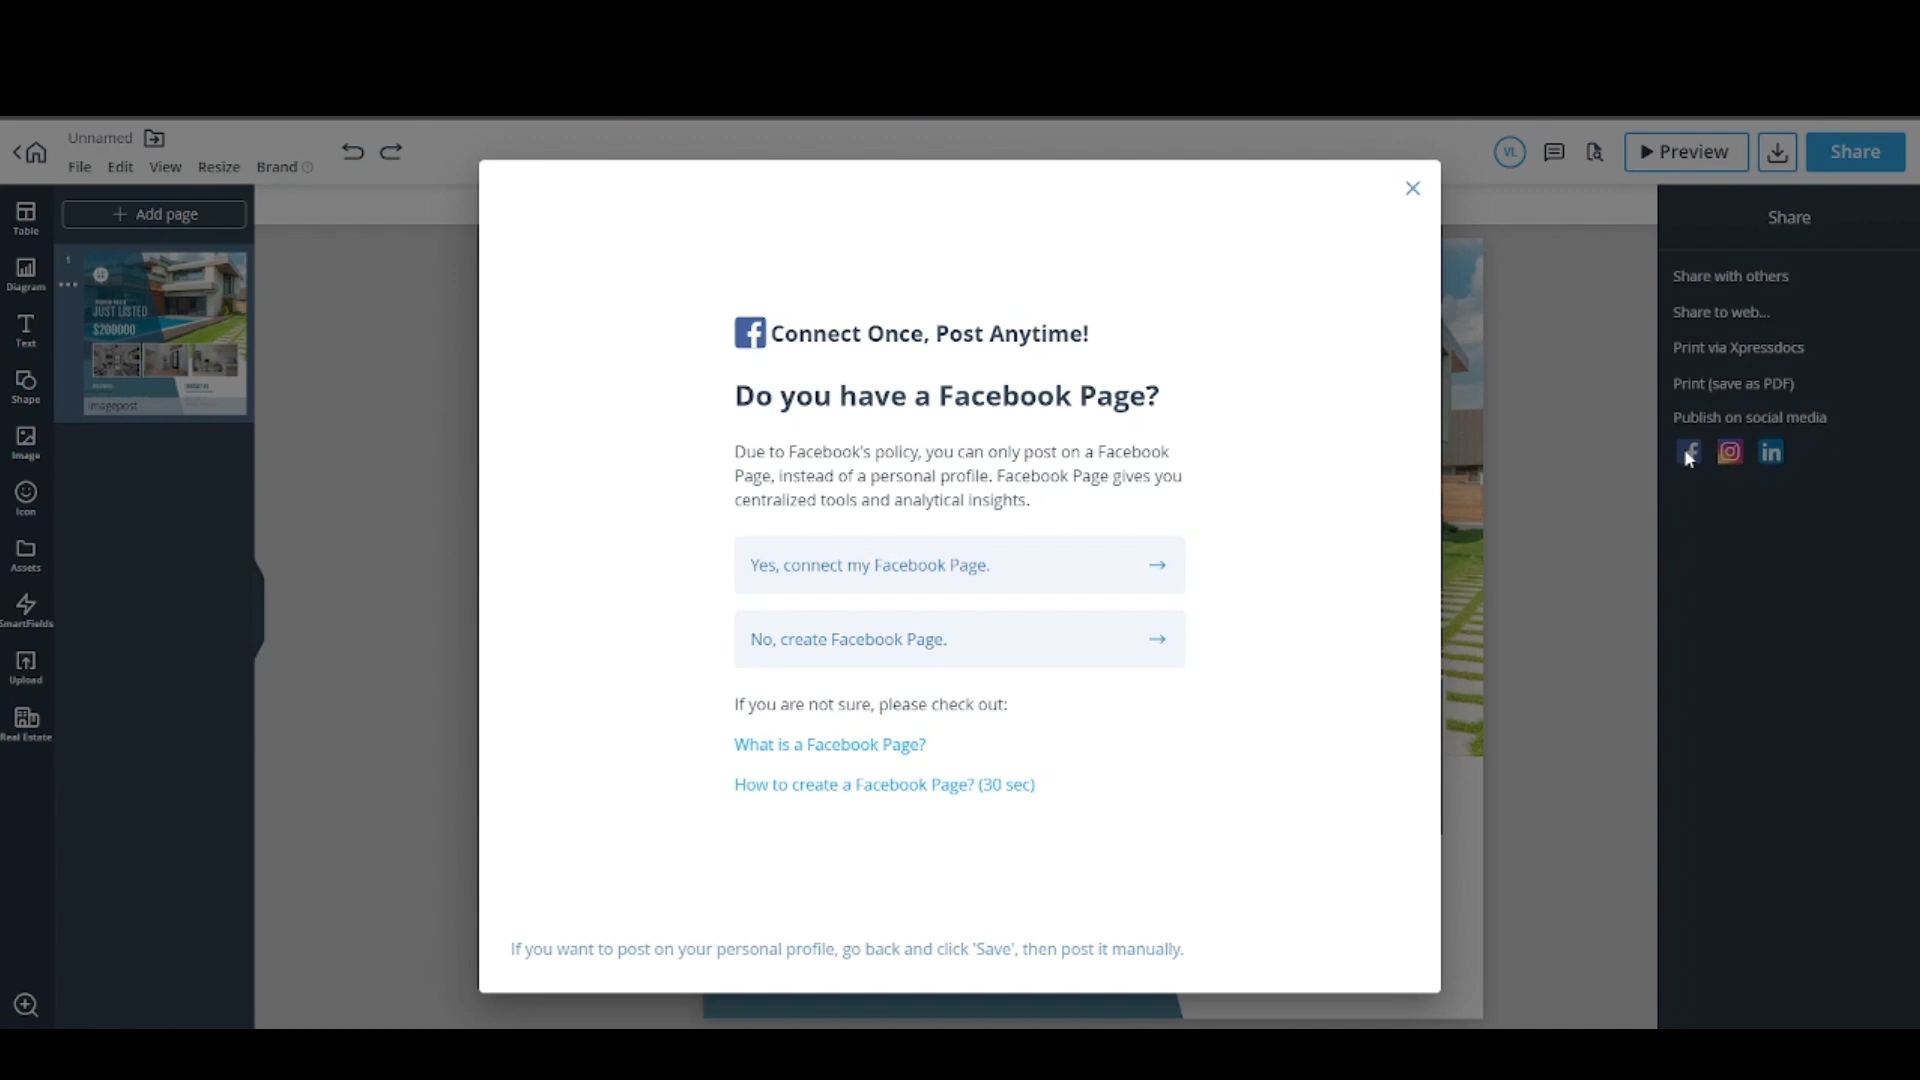 Unnamed
File Edit View Resize Brand
VL
Preview
Share
Add page
Table
Diagram
Text
Shape
Image
Icon
Assets
SmartFields
Upload
Real Estate
1
JUST LISTED
$200000
imagepost
Connect Once, Post Anytime!
Do you have a Facebook Page?
Due to Facebook's policy, you can only post on a Facebook
Page, instead of a personal profile. Facebook Page gives you
centralized tools and analytical insights.
Yes, connect my Facebook Page.
No, create Facebook Page.
If you are not sure, please check out:
What is a Facebook Page?
How to create a Facebook Page? (30 sec)
If you want to post on your personal profile, go back and click 'Save', then post it manually.
Share
Share with others
Share to web...
Print via Xpressdocs
Print (save as PDF)
Publish on social media